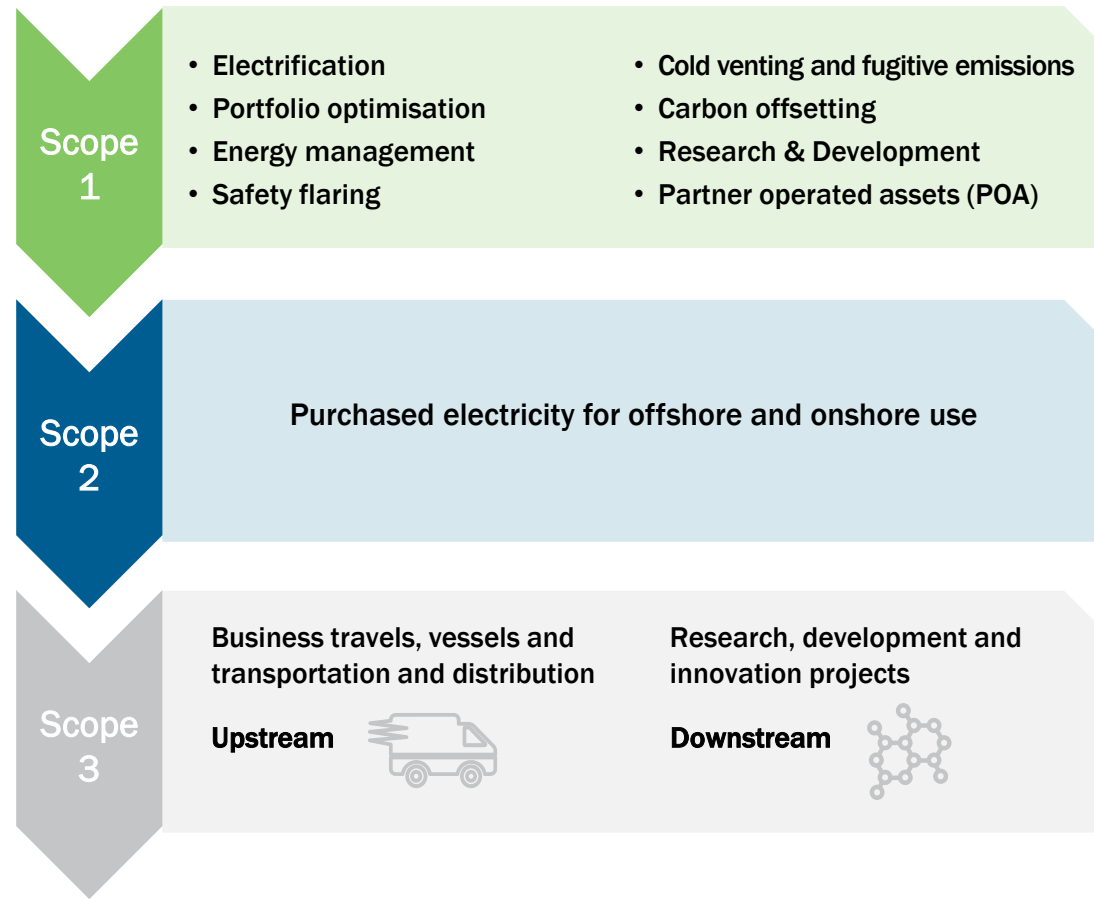 Scope
1
• Electrification
• Portfolio optimisation
• Energy management
• Safety flaring
• Cold venting and fugitive emissions
• Carbon offsetting
• Research & Development
• Partner operated assets (POA)
Scope
2
Purchased electricity for offshore and onshore use
Scope
3
Business travels, vessels and
transportation and distribution
Upstream
Research, development and
innovation projects
Downstream